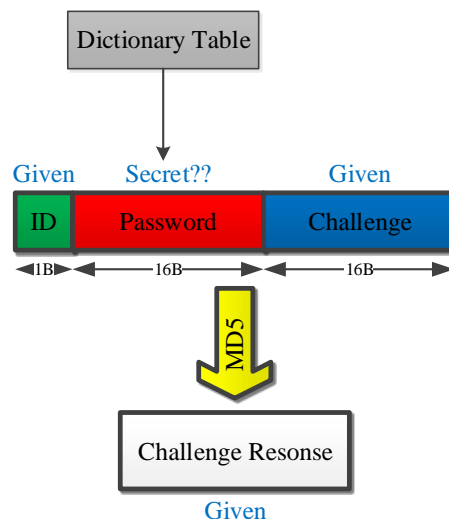 Dictionary Table
Given Secret?? Given
ID Password Challenge
1B 16B 16B
MD5
Challenge Resonse
Given